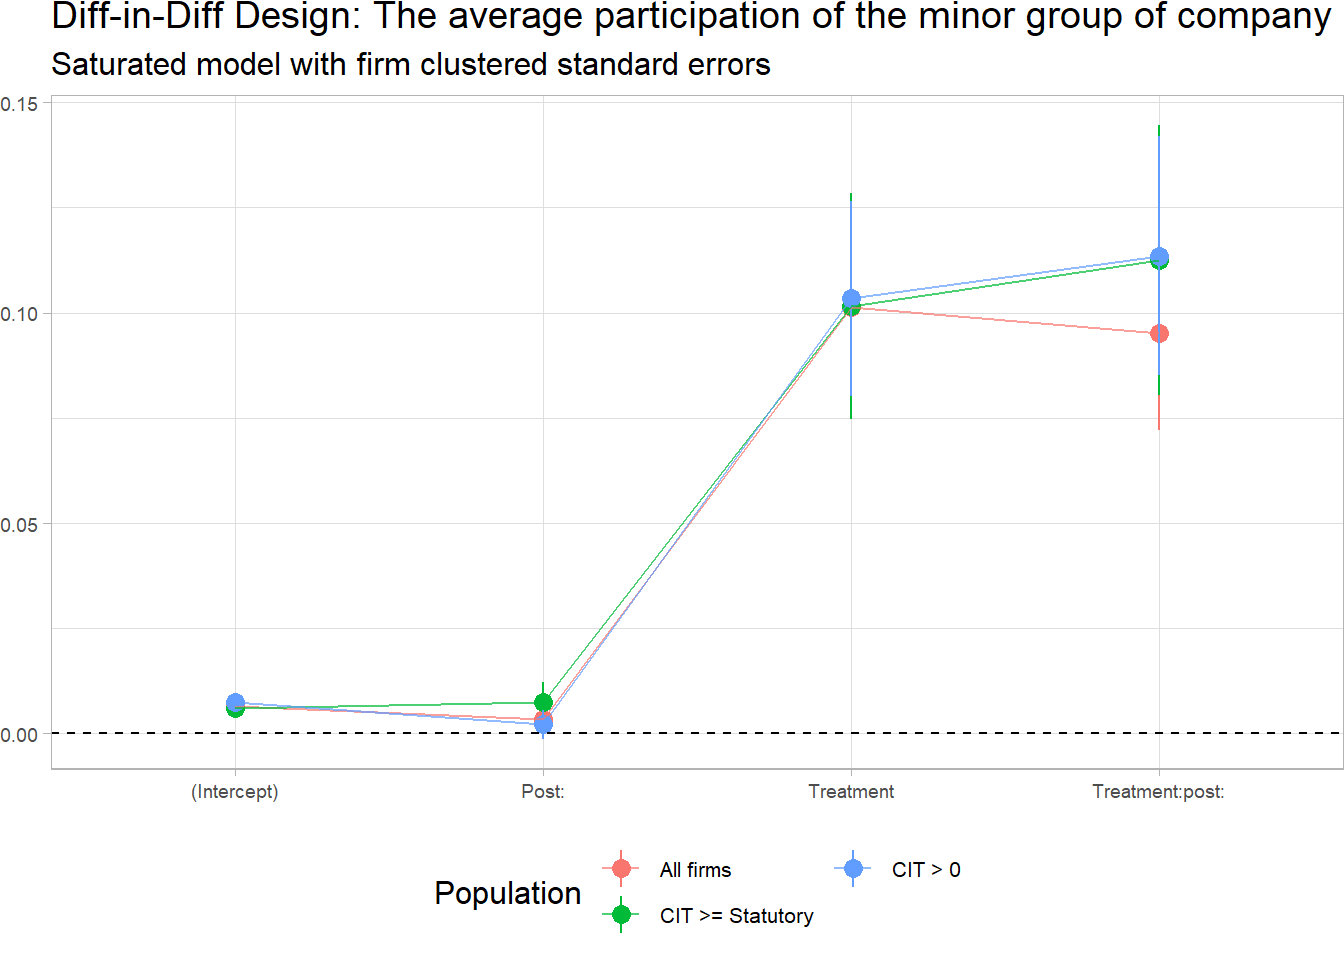 Diff-in-Diff Design: The average participation of the minor group of company
Saturated model with firm clustered standard errors
0.15
0.10
0.05
0.00
(Intercept)
Post:
Treatment
Treatment:post:
Population
All firms
CIT > 0
CIT >= Statutory